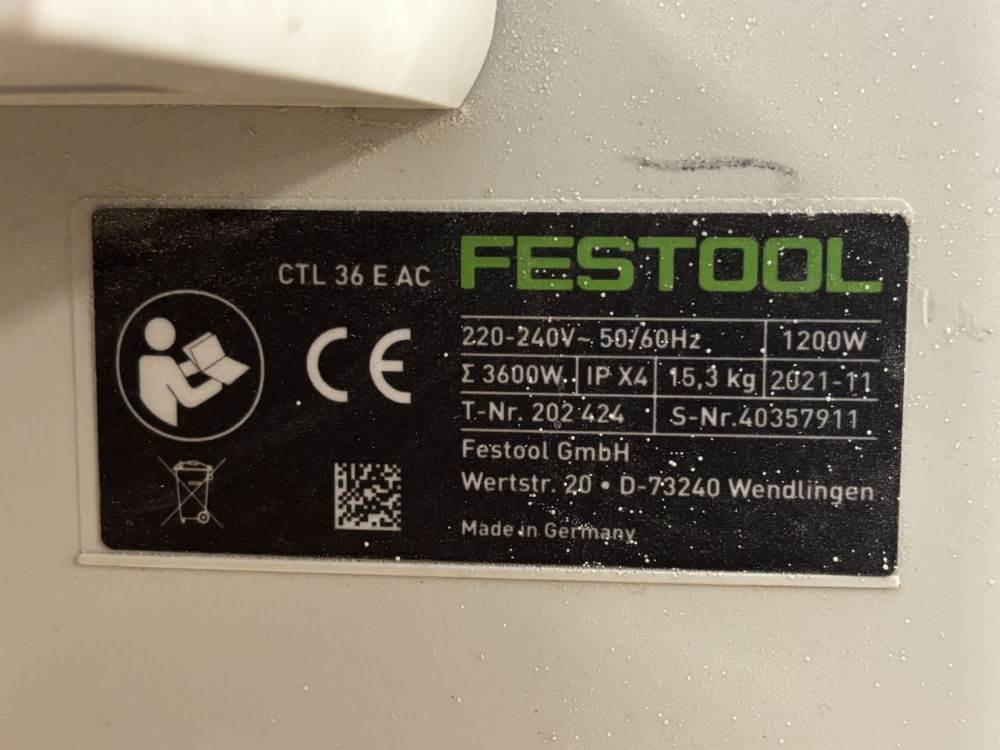 CTL 36 E AC
FESTOOL
CE
220-240V~ 50/60Hz 1200W
Σ 3600W IP X4 15,3 kg 2021-11
T-Nr. 202 424 S-Nr.40357911
Festool GmbH
Wertstr. 20 • D-73240 Wendlingen
Made in Germany